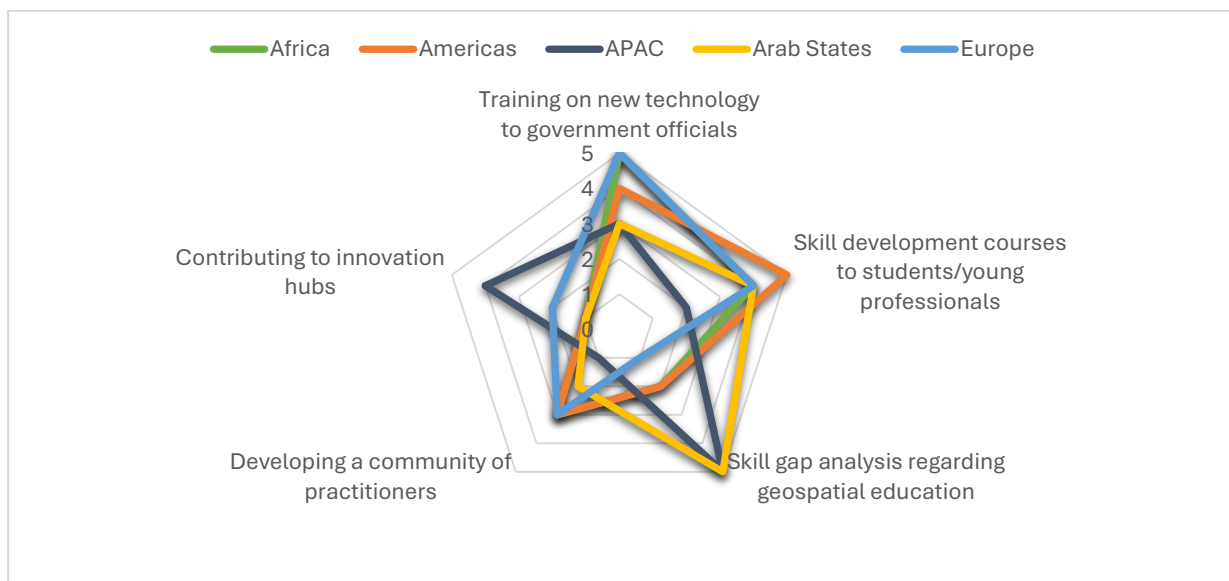 Africa Americas APAC Arab States Europe
Training on new technology
to government officials
5
4
3
2
1
0
Skill development courses
to students/young
professionals
Contributing to innovation
hubs
Developing a community of
practitioners
Skill gap analysis regarding
geospatial education